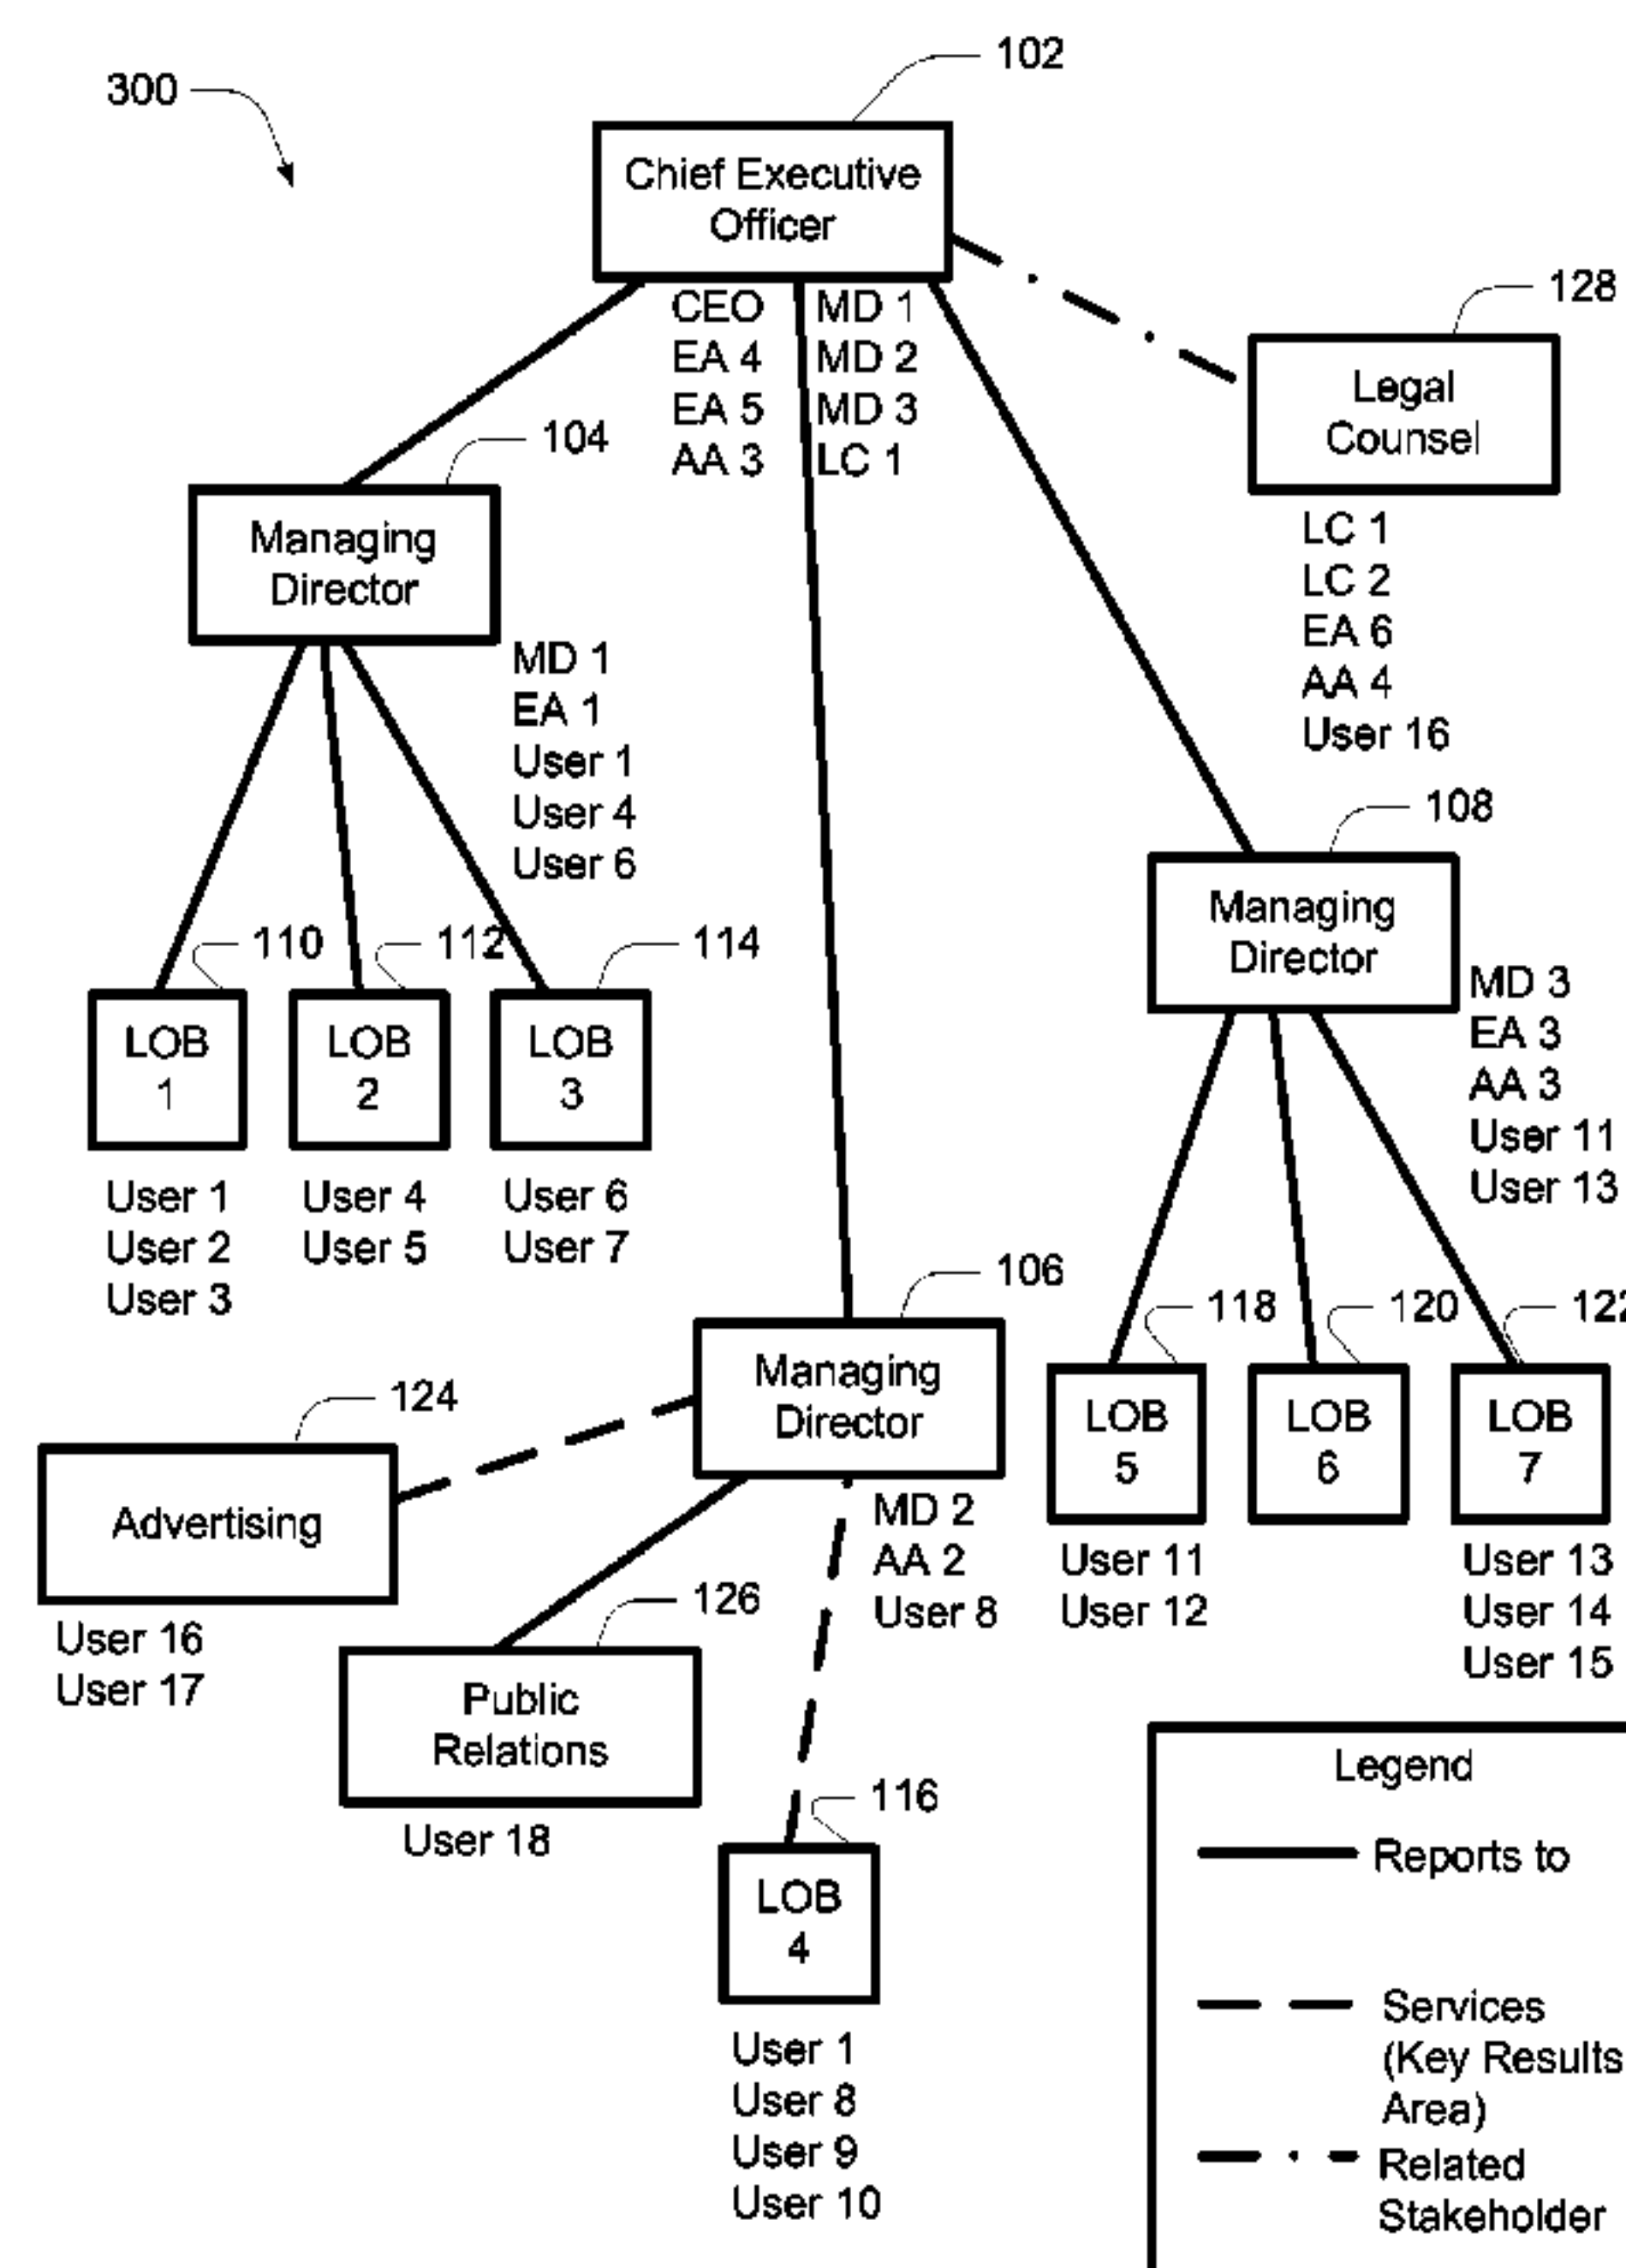 300
102
Chief Executive
Officer
128
Legal
Counsel
CEO
EA 4
EA 5
AA 3
MD 1
MD 2
MD 3
LC 1
LC 1
LC 2
EA 6
AA 4
User 16
104
Managing
Director
MD 1
EA 1
User 1
User 4
User 6
108
Managing
Director
MD 3
EA 3
AA 3
User 11
User 13
110
LOB
1
User 1
User 2
User 3
112
LOB
2
User 4
User 5
114
LOB
3
User 6
User 7
106
Managing
Director
MD 2
AA 2
User 8
118
LOB
5
User 11
User 12
120
LOB
6
122
LOB
7
User 13
User 14
User 15
124
Advertising
User 16
User 17
126
Public
Relations
User 18
116
LOB
4
User 1
User 8
User 9
User 10
Legend
Reports to
Services
(Key Results
Area)
Related
Stakeholder